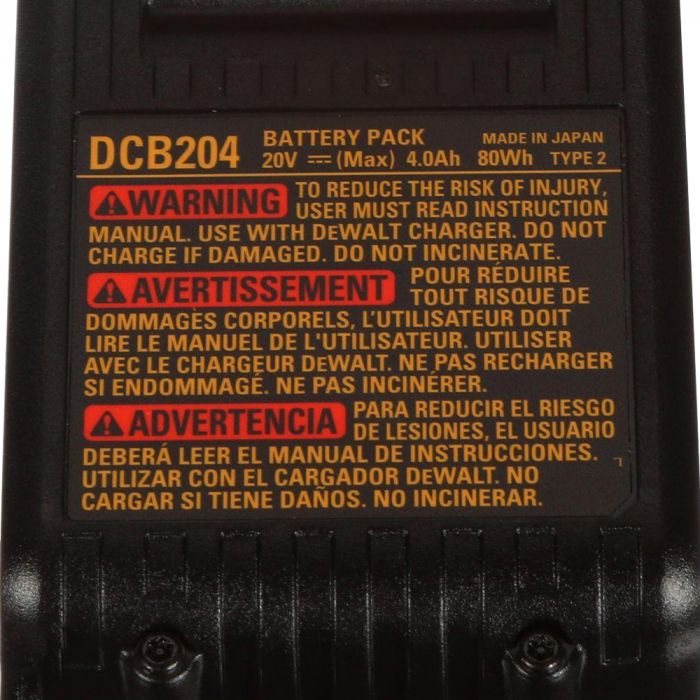 DCB204 BATTERY PACK MADE IN JAPAN
20V ⎓ (Max) 4.0Ah 80Wh TYPE 2
⚠WARNING TO REDUCE THE RISK OF INJURY,
USER MUST READ INSTRUCTION
MANUAL. USE WITH DeWALT CHARGER. DO NOT
CHARGE IF DAMAGED. DO NOT INCINERATE.
⚠AVERTISSEMENT POUR RÉDUIRE
TOUT RISQUE DE
DOMMAGES CORPORELS, L'UTILISATEUR DOIT
LIRE LE MANUEL DE L'UTILISATEUR. UTILISER
AVEC LE CHARGEUR DeWALT. NE PAS RECHARGER
SI ENDOMMAGÉ. NE PAS INCINÉRER.
⚠ADVERTENCIA PARA REDUCIR EL RIESGO
DE LESIONES, EL USUARIO
DEBERÁ LEER EL MANUAL DE INSTRUCCIONES.
UTILIZAR CON EL CARGADOR DeWALT. NO
CARGAR SI TIENE DAÑOS. NO INCINERAR.